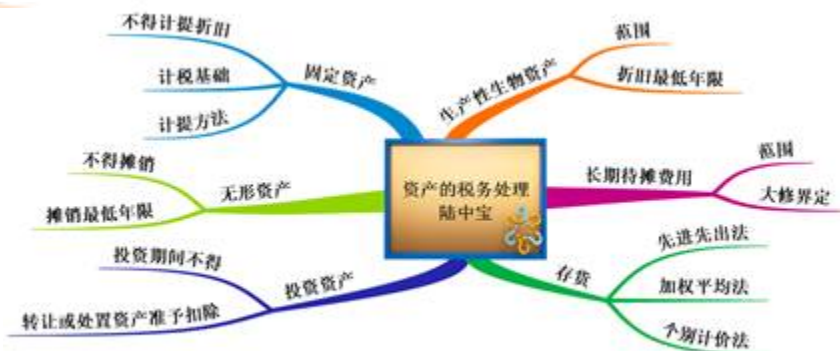 资产的税务处理
陆中宝
固定资产
不得计提折旧
计税基础
计提方法
无形资产
不得摊销
摊销最低年限
投资资产
投资期间不得
转让或处置资产准予扣除
生产性生物资产
范围
折旧最低年限
长期待摊费用
范围
大修界定
存货
先进先出法
加权平均法
个别计价法